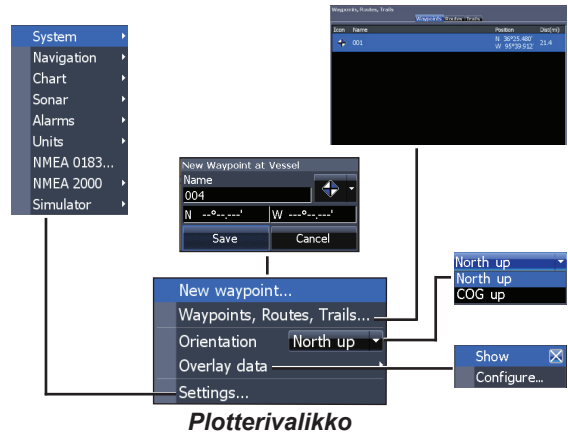 System
Navigation
Chart
Sonar
Alarms
Units
NMEA 0183...
NMEA 2000
Simulator
Waypoints, Routes, Trails
Waypoints Routes Trails
Icon Name Position Dist(mi)
001 N 36°25.480' 21.4
W 95°39.912'
New Waypoint at Vessel
Name
004
N --°--.---' W ---°--.---'
Save Cancel
New waypoint...
Waypoints, Routes, Trails...
Orientation North up
Overlay data
Settings...
North up
North up
COG up
Show
Configure...
Plotterivalikko